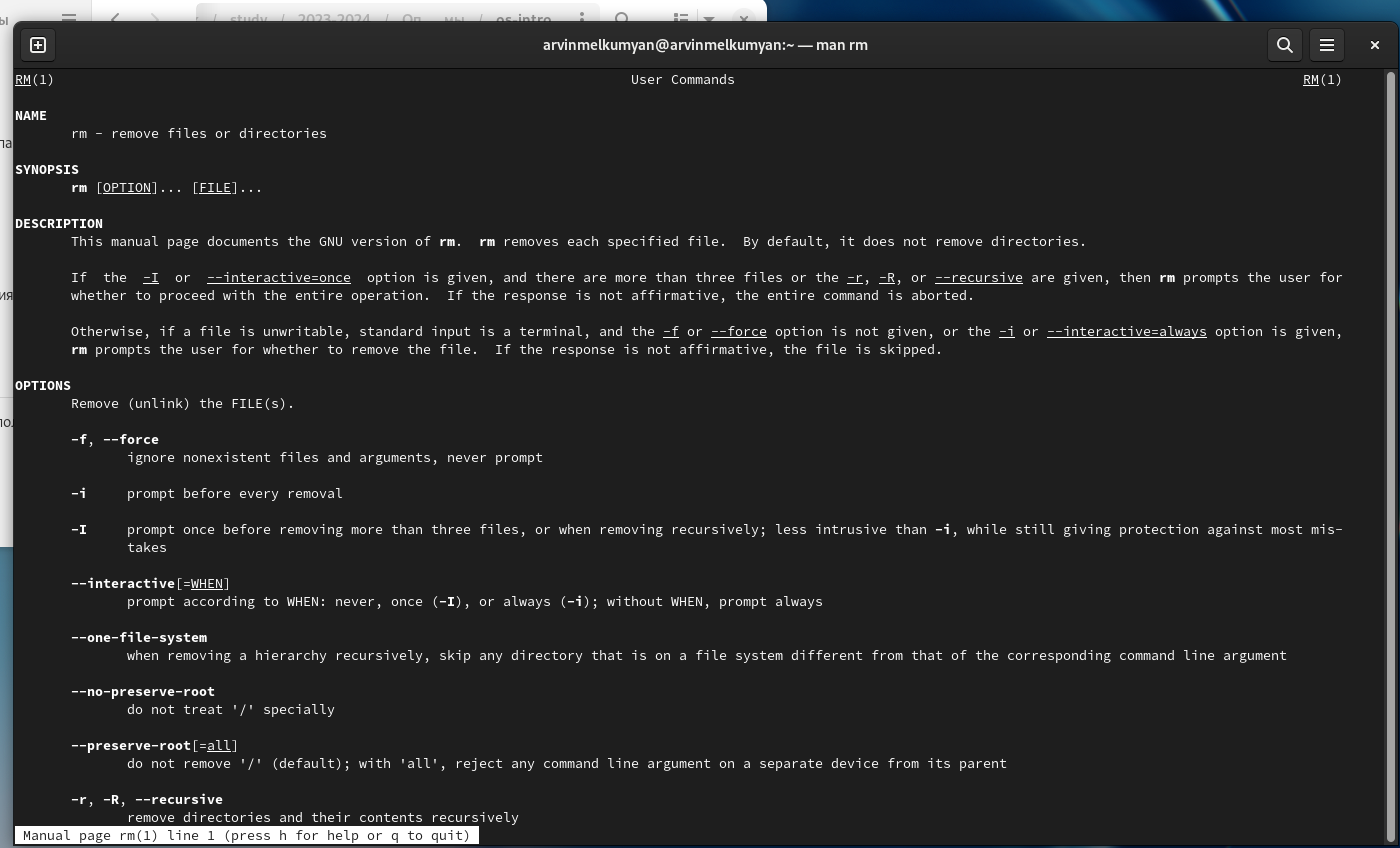 study / 2023-2024 / Оп... мы / os-intro
arvinmelkumyan@arvinmelkumyan:~ — man rm
RM(1) User Commands RM(1)
NAME
rm - remove files or directories
SYNOPSIS
rm [OPTION]... [FILE]...
DESCRIPTION
This manual page documents the GNU version of rm.  rm removes each specified file.  By default, it does not remove directories.
If  the  -I  or  --interactive=once  option is given, and there are more than three files or the -r, -R, or --recursive are given, then rm prompts the user for
whether to proceed with the entire operation.  If the response is not affirmative, the entire command is aborted.
Otherwise, if a file is unwritable, standard input is a terminal, and the -f or --force option is not given, or the -i or --interactive=always option is given,
rm prompts the user for whether to remove the file.  If the response is not affirmative, the file is skipped.
OPTIONS
Remove (unlink) the FILE(s).
-f, --force
ignore nonexistent files and arguments, never prompt
-i prompt before every removal
-I prompt once before removing more than three files, or when removing recursively; less intrusive than -i, while still giving protection against most mis-
takes
--interactive[=WHEN]
prompt according to WHEN: never, once (-I), or always (-i); without WHEN, prompt always
--one-file-system
when removing a hierarchy recursively, skip any directory that is on a file system different from that of the corresponding command line argument
--no-preserve-root
do not treat '/' specially
--preserve-root[=all]
do not remove '/' (default); with 'all', reject any command line argument on a separate device from its parent
-r, -R, --recursive
remove directories and their contents recursively
Manual page rm(1) line 1 (press h for help or q to quit)